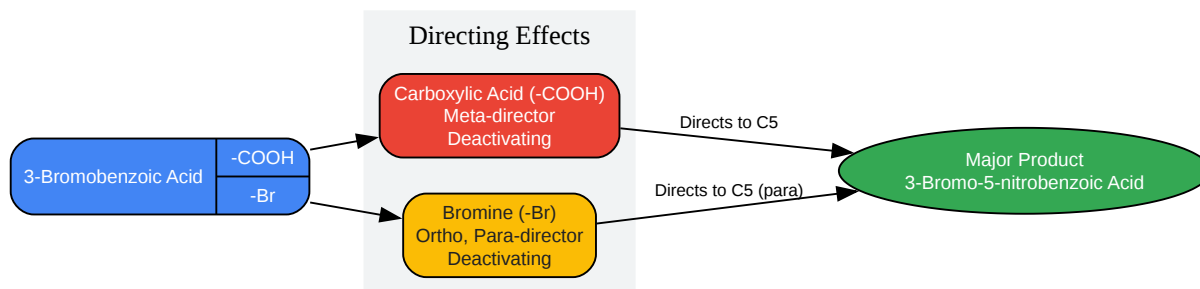 Directing Effects
3-Bromobenzoic Acid
-COOH
-Br
Carboxylic Acid (-COOH)
Meta-director
Deactivating
Bromine (-Br)
Ortho, Para-director
Deactivating
Directs to C5
Directs to C5 (para)
Major Product
3-Bromo-5-nitrobenzoic Acid